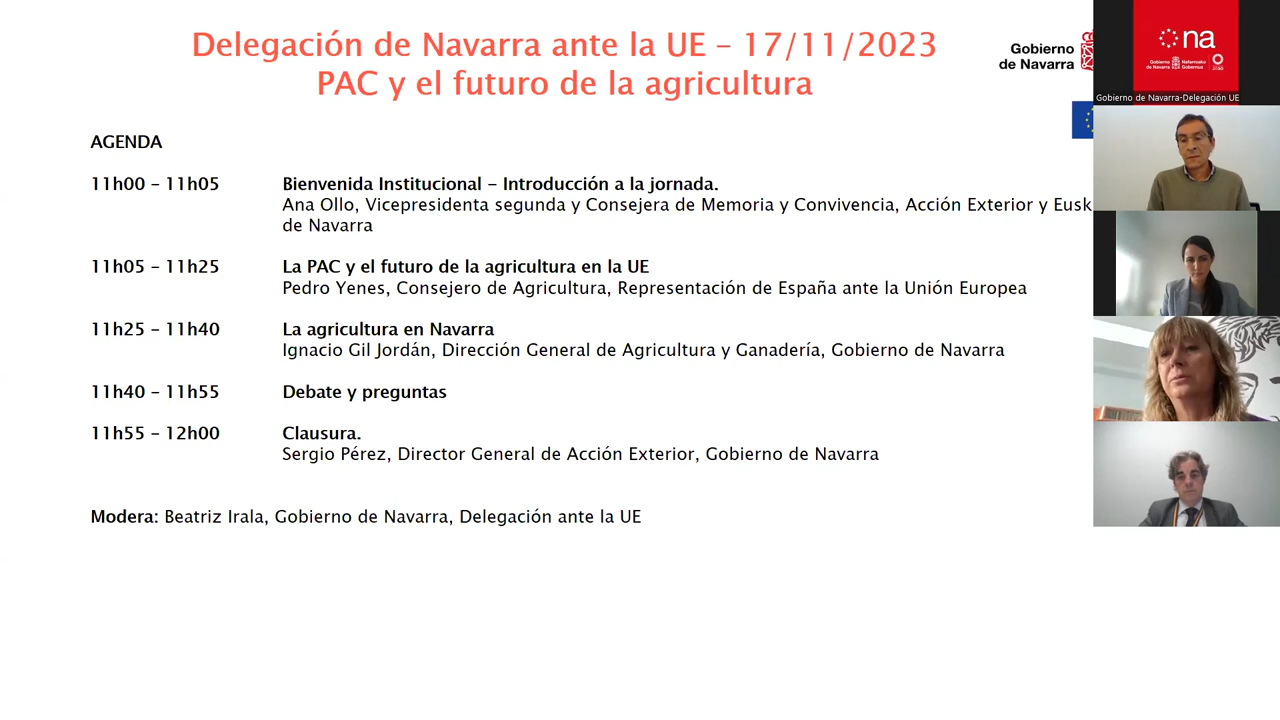 Delegación de Navarra ante la UE – 17/11/2023
PAC y el futuro de la agricultura
Gobierno
de Navarra
na
Gobierno de Navarra
Nafarroako Gobernua
Gobierno de Navarra-Delegación UE
AGENDA
11h00 – 11h05 Bienvenida Institucional – Introducción a la jornada.
Ana Ollo, Vicepresidenta segunda y Consejera de Memoria y Convivencia, Acción Exterior y Eusk
de Navarra
11h05 – 11h25 La PAC y el futuro de la agricultura en la UE
Pedro Yenes, Consejero de Agricultura, Representación de España ante la Unión Europea
11h25 – 11h40 La agricultura en Navarra
Ignacio Gil Jordán, Dirección General de Agricultura y Ganadería, Gobierno de Navarra
11h40 – 11h55 Debate y preguntas
11h55 – 12h00 Clausura.
Sergio Pérez, Director General de Acción Exterior, Gobierno de Navarra
Modera: Beatriz Irala, Gobierno de Navarra, Delegación ante la UE